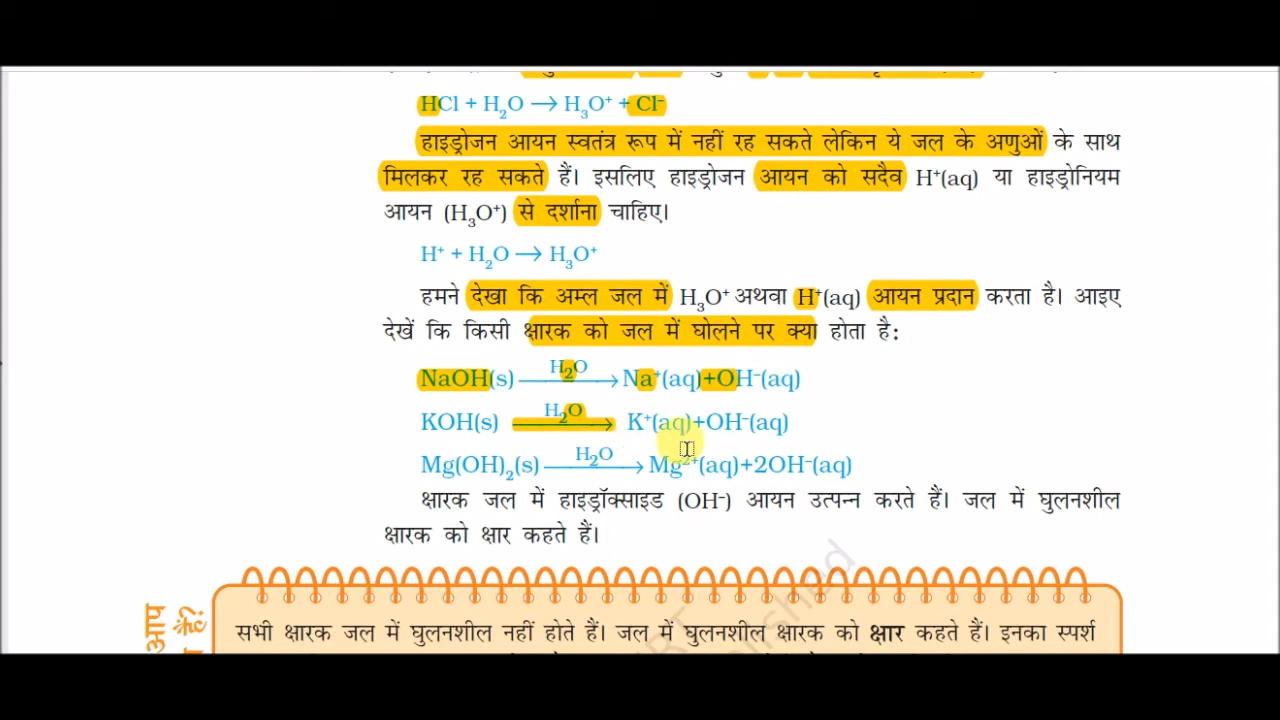 HCl + H₂O → H₃O⁺ + Cl⁻
हाइड्रोजन आयन स्वतंत्र रूप में नहीं रह सकते लेकिन ये जल के अणुओं के साथ
मिलकर रह सकते हैं। इसलिए हाइड्रोजन आयन को सदैव H⁺(aq) या हाइड्रोनियम
आयन (H₃O⁺) से दर्शाना चाहिए।
H⁺ + H₂O → H₃O⁺
हमने देखा कि अम्ल जल में H₃O⁺ अथवा H⁺(aq) आयन प्रदान करता है। आइए
देखें कि किसी क्षारक को जल में घोलने पर क्या होता है:
H₂O
NaOH(s) → Na⁺(aq)+OH⁻(aq)
H₂O
KOH(s) → K⁺(aq)+OH⁻(aq)
H₂O
Mg(OH)₂(s) → Mg²⁺(aq)+2OH⁻(aq)
क्षारक जल में हाइड्रॉक्साइड (OH⁻) आयन उत्पन्न करते हैं। जल में घुलनशील
क्षारक को क्षार कहते हैं।
आप
हैं?
सभी क्षारक जल में घुलनशील नहीं होते हैं। जल में घुलनशील क्षारक को क्षार कहते हैं। इनका स्पर्श